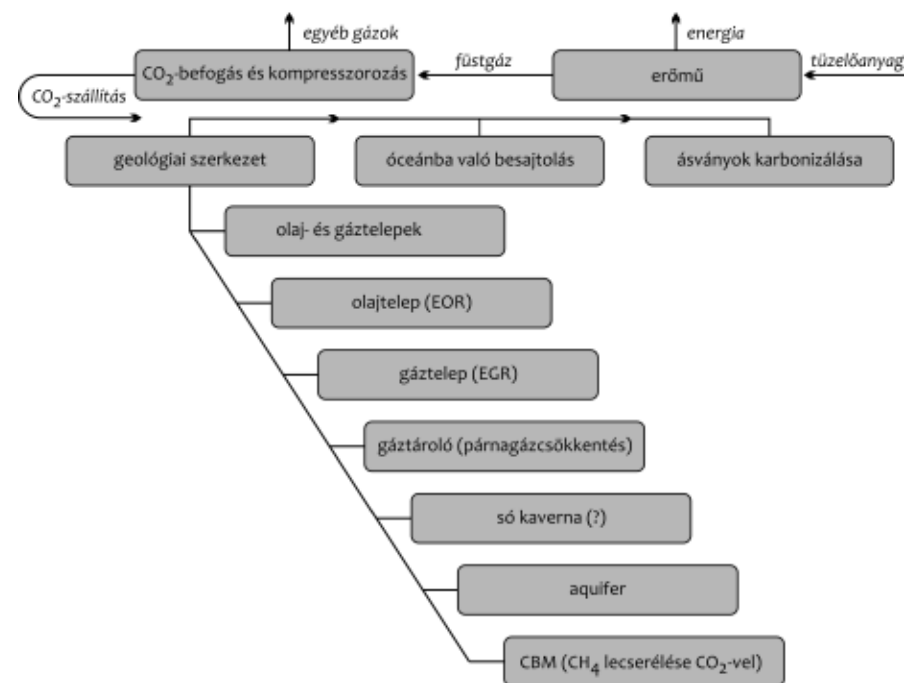 egyéb gázok
energia
CO₂-befogás és kompresszorozás
füstgáz
erőmű
tüzelőanyag
CO₂-szállítás
geológiai szerkezet
óceánba való besajtolás
ásványok karbonizálása
olaj- és gáztelepek
olajtelep (EOR)
gáztelep (EGR)
gáztároló (párnagázcsökkentés)
só kaverna (?)
aquifer
CBM (CH₄ lecserélése CO₂-vel)